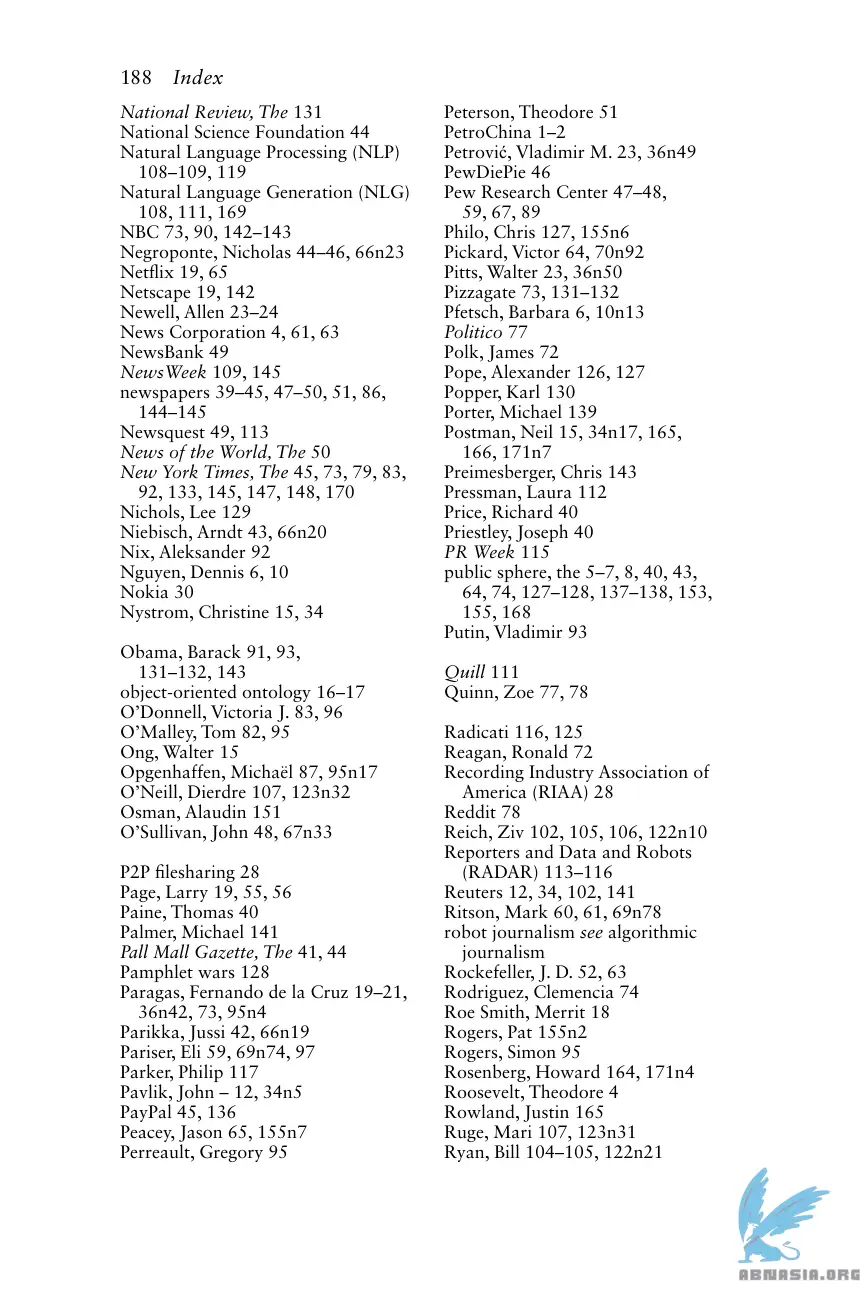 188 Index
National Review, The 131
National Science Foundation 44
Natural Language Processing (NLP)
108–109, 119
Natural Language Generation (NLG)
108, 111, 169
NBC 73, 90, 142–143
Negroponte, Nicholas 44–46, 66n23
Netflix 19, 65
Netscape 19, 142
Newell, Allen 23–24
News Corporation 4, 61, 63
NewsBank 49
NewsWeek 109, 145
newspapers 39–45, 47–50, 51, 86,
144–145
Newsquest 49, 113
News of the World, The 50
New York Times, The 45, 73, 79, 83,
92, 133, 145, 147, 148, 170
Nichols, Lee 129
Niebisch, Arndt 43, 66n20
Nix, Aleksander 92
Nguyen, Dennis 6, 10
Nokia 30
Nystrom, Christine 15, 34
Obama, Barack 91, 93,
131–132, 143
object-oriented ontology 16–17
O’Donnell, Victoria J. 83, 96
O’Malley, Tom 82, 95
Ong, Walter 15
Opgenhaffen, Michaël 87, 95n17
O’Neill, Dierdre 107, 123n32
Osman, Alaudin 151
O’Sullivan, John 48, 67n33
P2P filesharing 28
Page, Larry 19, 55, 56
Paine, Thomas 40
Palmer, Michael 141
Pall Mall Gazette, The 41, 44
Pamphlet wars 128
Paragas, Fernando de la Cruz 19–21,
36n42, 73, 95n4
Parikka, Jussi 42, 66n19
Pariser, Eli 59, 69n74, 97
Parker, Philip 117
Pavlik, John – 12, 34n5
PayPal 45, 136
Peacey, Jason 65, 155n7
Perreault, Gregory 95
Peterson, Theodore 51
PetroChina 1–2
Petrović, Vladimir M. 23, 36n49
PewDiePie 46
Pew Research Center 47–48,
59, 67, 89
Philo, Chris 127, 155n6
Pickard, Victor 64, 70n92
Pitts, Walter 23, 36n50
Pizzagate 73, 131–132
Pfetsch, Barbara 6, 10n13
Politico 77
Polk, James 72
Pope, Alexander 126, 127
Popper, Karl 130
Porter, Michael 139
Postman, Neil 15, 34n17, 165,
166, 171n7
Preimesberger, Chris 143
Pressman, Laura 112
Price, Richard 40
Priestley, Joseph 40
PR Week 115
public sphere, the 5–7, 8, 40, 43,
64, 74, 127–128, 137–138, 153,
155, 168
Putin, Vladimir 93
Quill 111
Quinn, Zoe 77, 78
Radicati 116, 125
Reagan, Ronald 72
Recording Industry Association of
America (RIAA) 28
Reddit 78
Reich, Ziv 102, 105, 106, 122n10
Reporters and Data and Robots
(RADAR) 113–116
Reuters 12, 34, 102, 141
Ritson, Mark 60, 61, 69n78
robot journalism see algorithmic
journalism
Rockefeller, J. D. 52, 63
Rodriguez, Clemencia 74
Roe Smith, Merrit 18
Rogers, Pat 155n2
Rogers, Simon 95
Rosenberg, Howard 164, 171n4
Roosevelt, Theodore 4
Rowland, Justin 165
Ruge, Mari 107, 123n31
Ryan, Bill 104–105, 122n21
ABNASIA.ORG